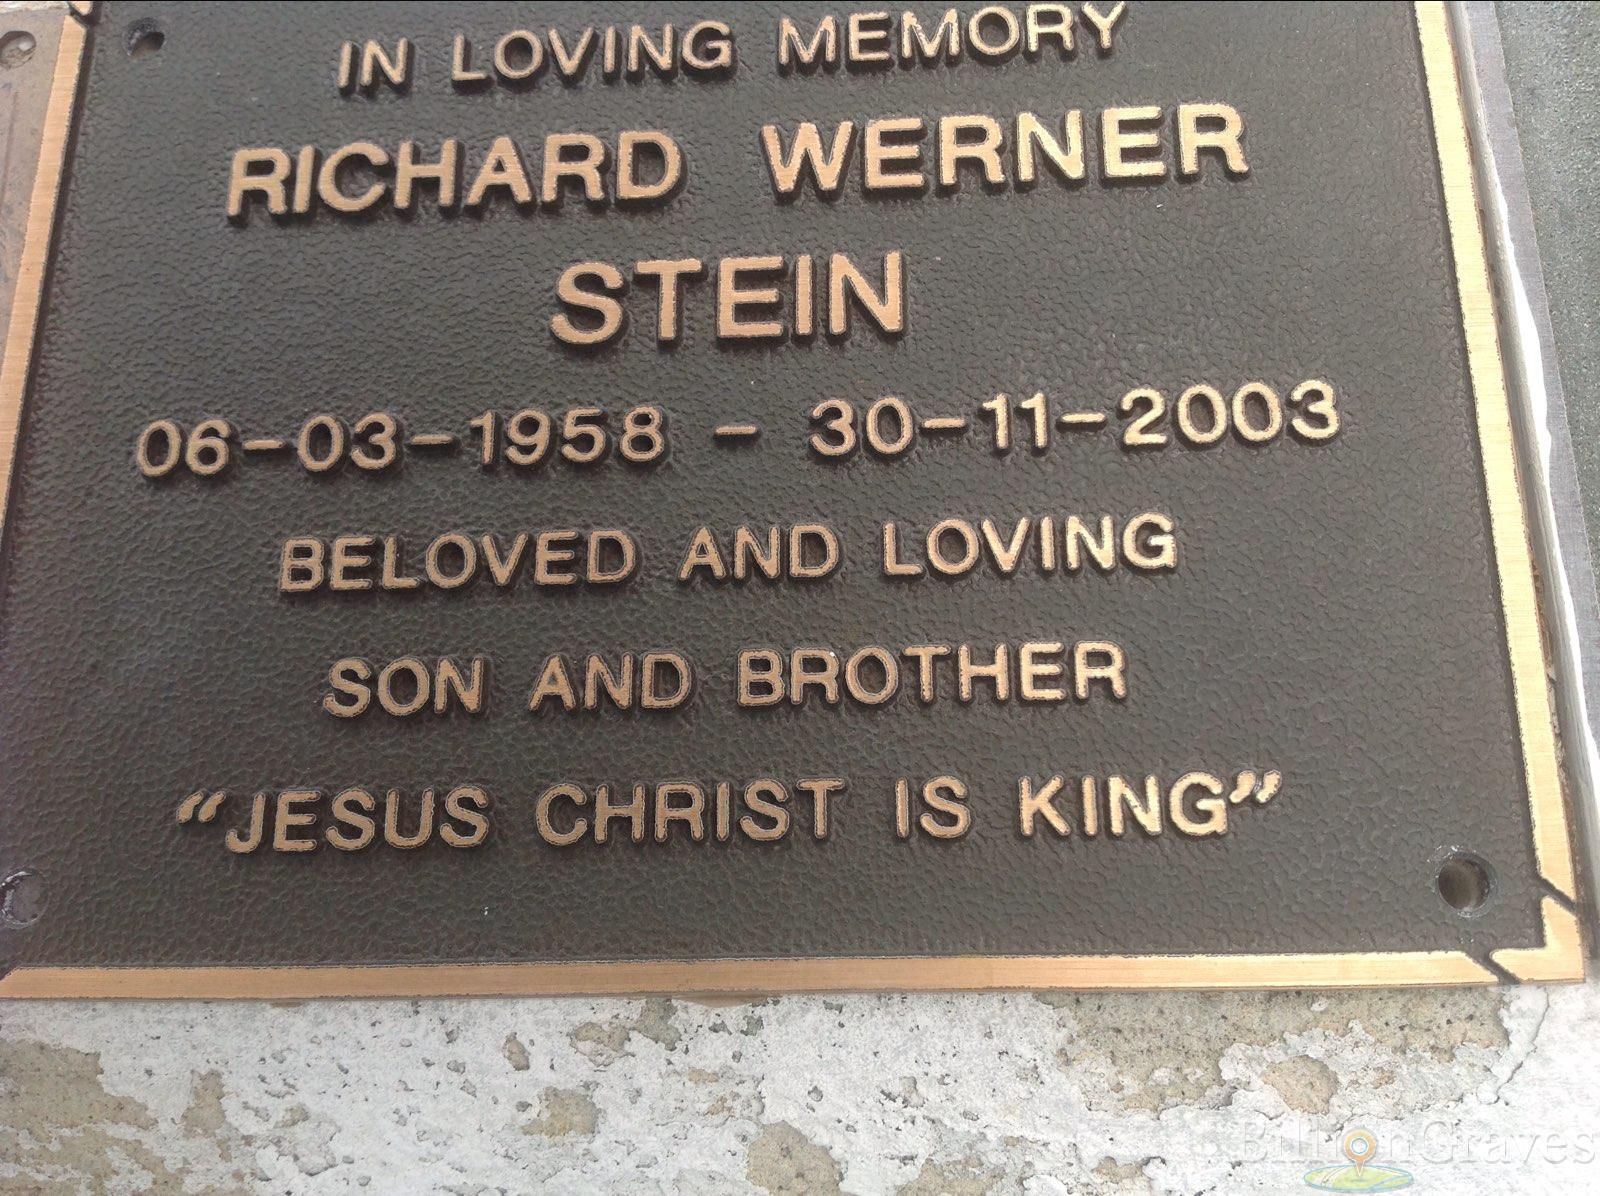 IN LOVING MEMORY
RICHARD WERNER
STEIN
06-03-1958 - 30-11-2003
BELOVED AND LOVING
SON AND BROTHER
“JESUS CHRIST IS KING”
BillionGraves